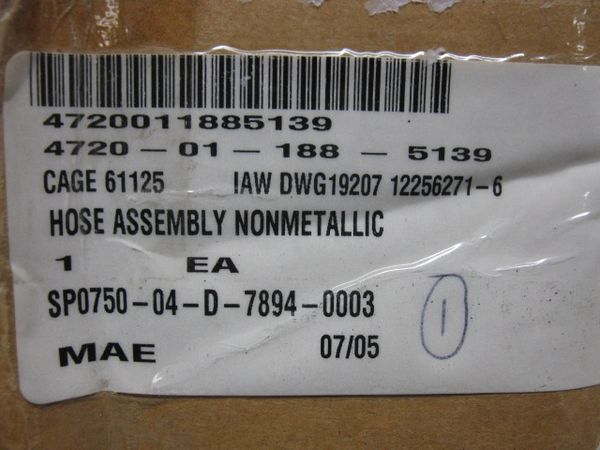 4720011885139
4720-01-188-5139
CAGE 61125 IAW DWG19207 12256271-6
HOSE ASSEMBLY NONMETALLIC
1 EA
SP0750-04-D-7894-0003
MAE 07/05
1